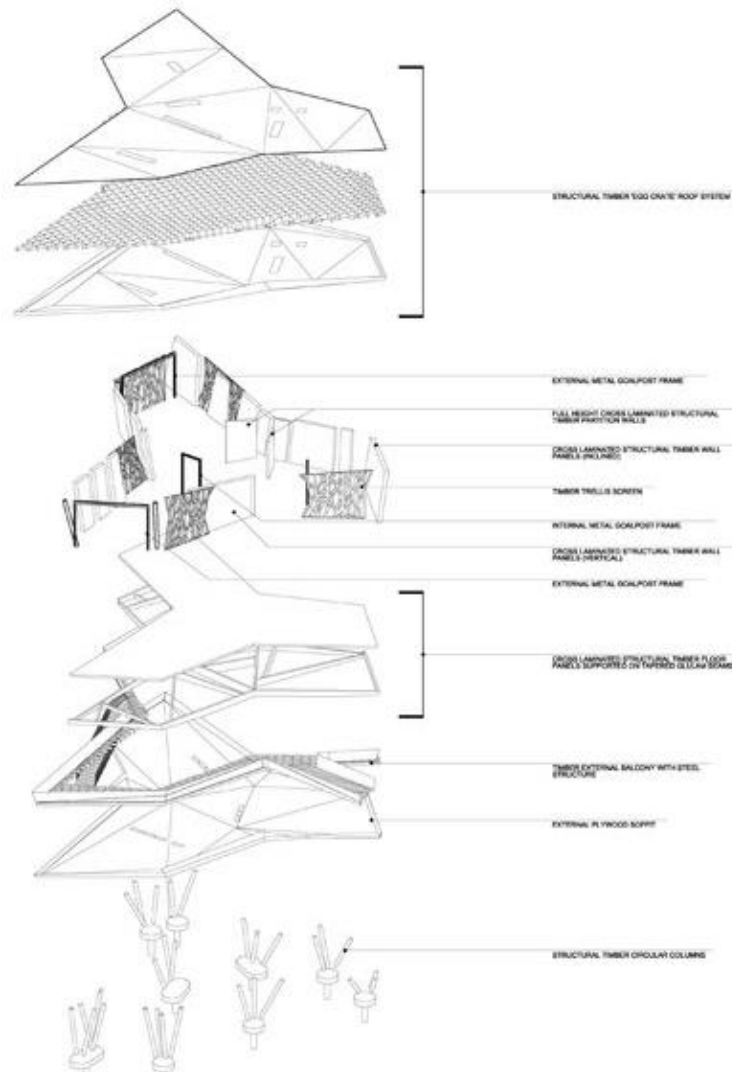 STRUCTURAL TIMBER 'EGG CRATE' ROOF SYSTEM
EXTERNAL METAL GOALPOST FRAME
FULL HEIGHT CROSS LAMINATED STRUCTURAL
TIMBER PARTITION WALLS
CROSS LAMINATED STRUCTURAL TIMBER WALL
PANELS (INCLINED)
TIMBER TRELLIS SCREEN
INTERNAL METAL GOALPOST FRAME
CROSS LAMINATED STRUCTURAL TIMBER WALL
PANELS (VERTICAL)
EXTERNAL METAL GOALPOST FRAME
CROSS LAMINATED STRUCTURAL TIMBER FLOOR
PANELS SUPPORTED ON TAPERED GLULAM BEAMS
TIMBER EXTERNAL BALCONY WITH STEEL
STRUCTURE
EXTERNAL PLYWOOD SOFFIT
STRUCTURAL TIMBER CIRCULAR COLUMNS